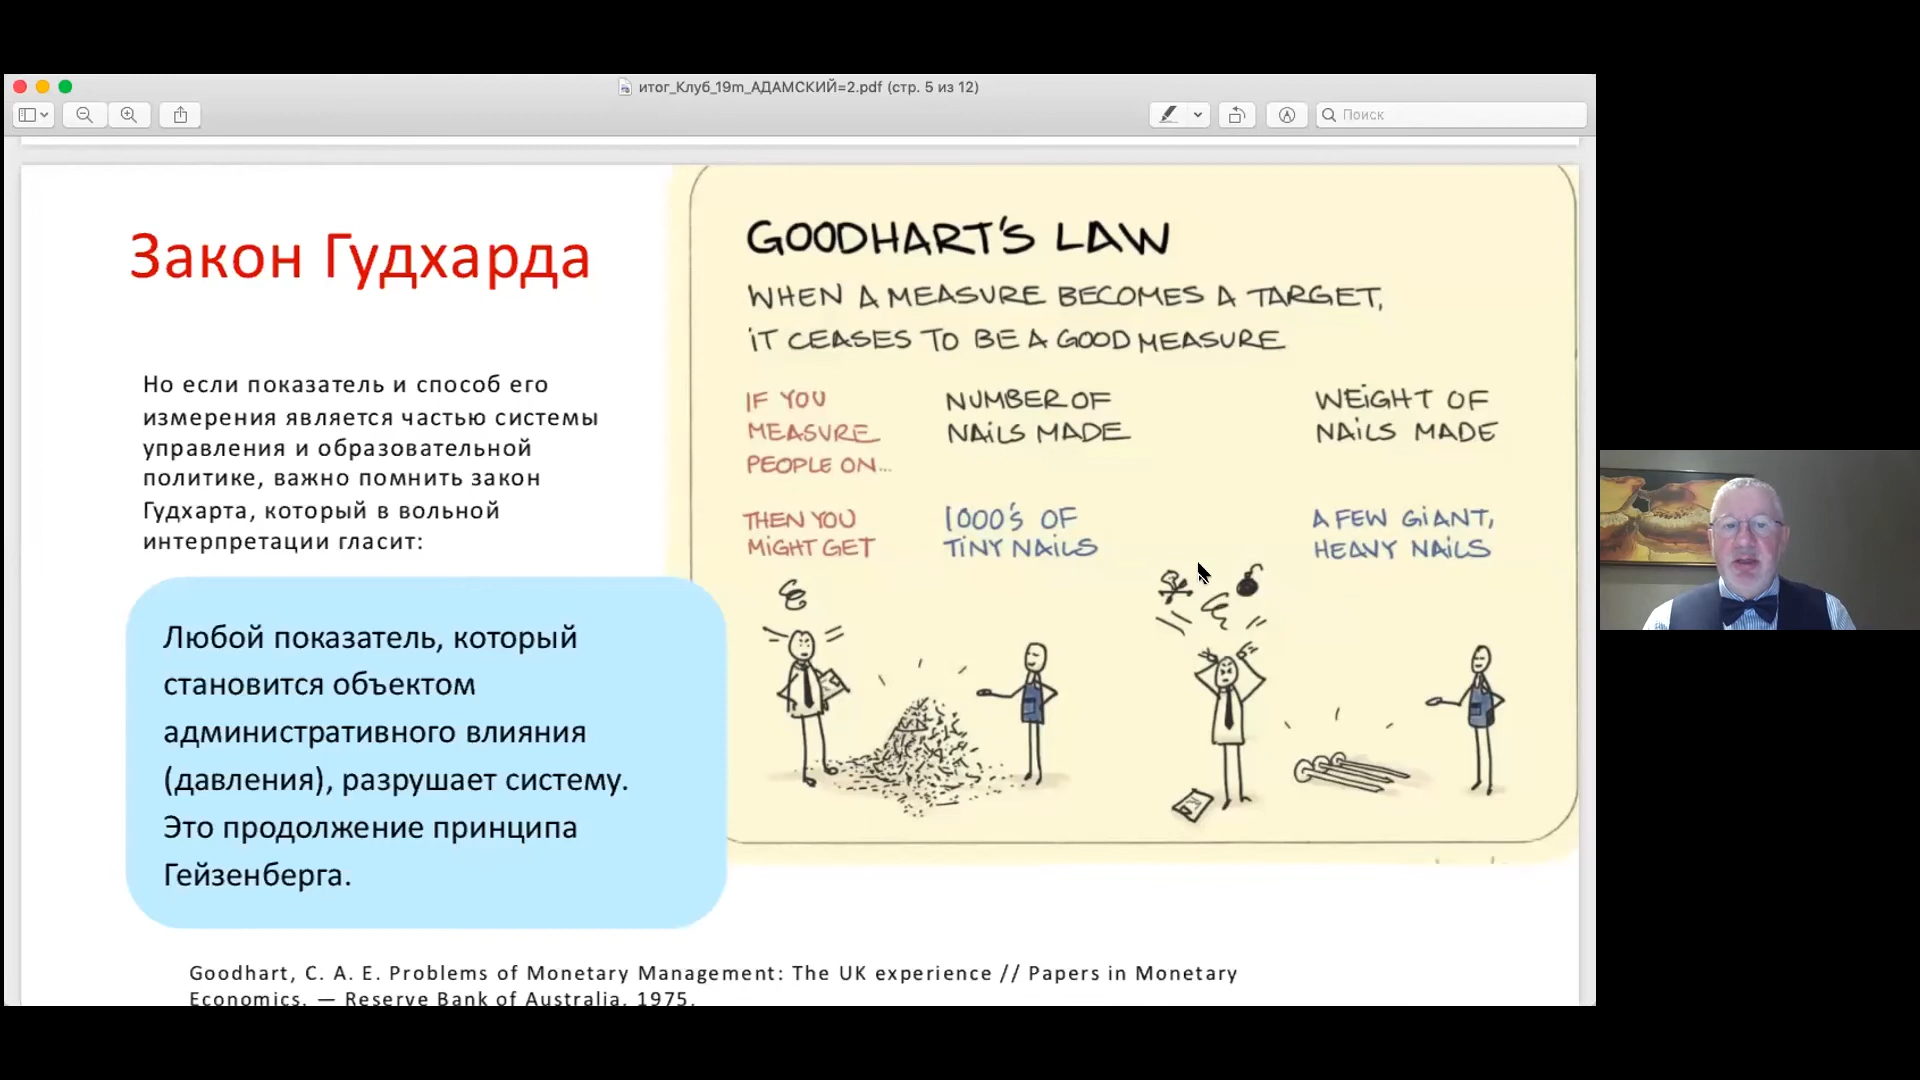 итог_Клуб_19m_АДАМСКИЙ=2.pdf (стр. 5 из 12)
Поиск
Закон Гудхарда
Но если показатель и способ его
измерения является частью системы
управления и образовательной
политике, важно помнить закон
Гудхарта, который в вольной
интерпретации гласит:
Любой показатель, который
становится объектом
административного влияния
(давления), разрушает систему.
Это продолжение принципа
Гейзенберга.
GOODHART'S LAW
WHEN A MEASURE BECOMES A TARGET,
IT CEASES TO BE A GOOD MEASURE
IF YOU
MEASURE
PEOPLE ON...
NUMBER OF
NAILS MADE
WEIGHT OF
NAILS MADE
THEN YOU
MIGHT GET
1000'S OF
TINY NAILS
A FEW GIANT,
HEAVY NAILS
Goodhart, C. A. E. Problems of Monetary Management: The UK experience // Papers in Monetary
Economics. — Reserve Bank of Australia, 1975.